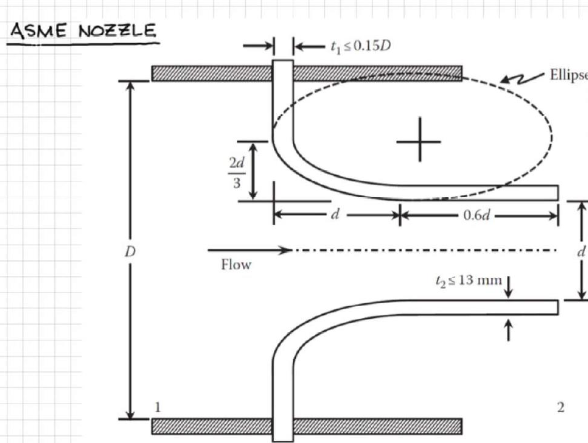 ASME NOZZLE
t₁ ≤ 0.15D
Ellipse
2d
3
d
0.6d
D
Flow
d
t₂ ≤ 13 mm
1
2